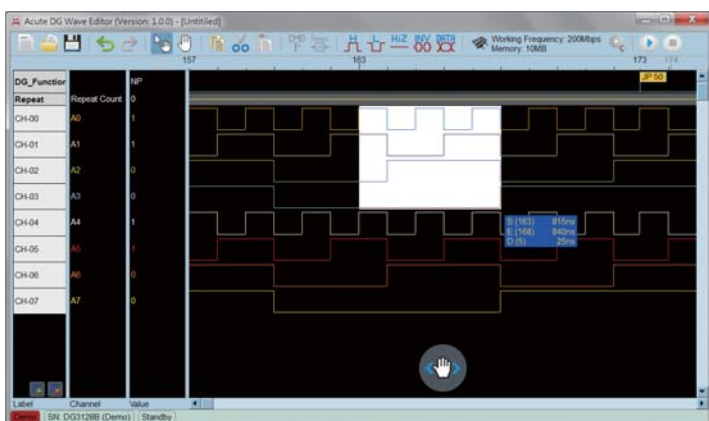 Acute DG Wave Editor (Version: 1.0.0) - [Untitiled]
H L HiZ INV DATA Working Frequency: 200Mbps
Memory: 10MB
157 163 173 174
DG_Function NP JP 50
Repeat Repeat Count 0
CH-00 A0 1
CH-01 A1 1
CH-02 A2 0
CH-03 A3 0
CH-04 A4 1
S (163) 815ns
E (168) 840ns
D (5) 25ns
CH-05 A5 1
CH-06 A6 0
CH-07 A7 0
Label Channel Value
Demo SN: DG3128B (Demo) Standby